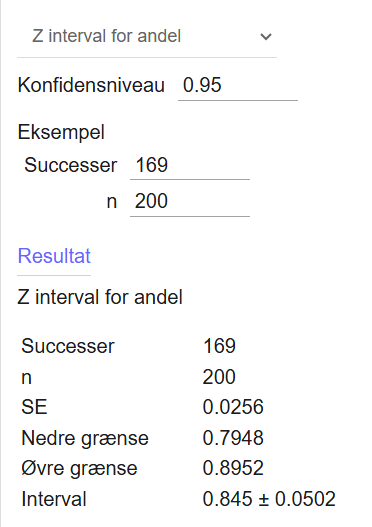 Z interval for andel
Konfidensniveau 0.95
Eksempel
Successer 169
n 200
Resultat
Z interval for andel
Successer 169
n 200
SE 0.0256
Nedre grænse 0.7948
Øvre grænse 0.8952
Interval 0.845 ± 0.0502